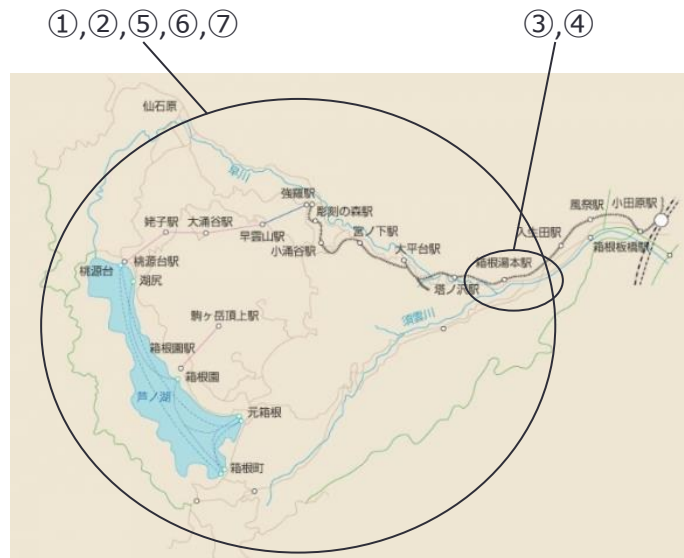 ①,②,⑤,⑥,⑦
③,④
仙石原
早川
強羅駅
彫刻の森駅
小田原駅
風祭駅
姥子駅
大涌谷駅
宮ノ下駅
入生田駅
早雲山駅
小涌谷駅
大平台駅
箱根板橋駅
桃源台駅
箱根湯本駅
桃源台
湖尻
塔ノ沢駅
駒ヶ岳頂上駅
須雲川
箱根園駅
箱根園
芦ノ湖
元箱根
箱根町